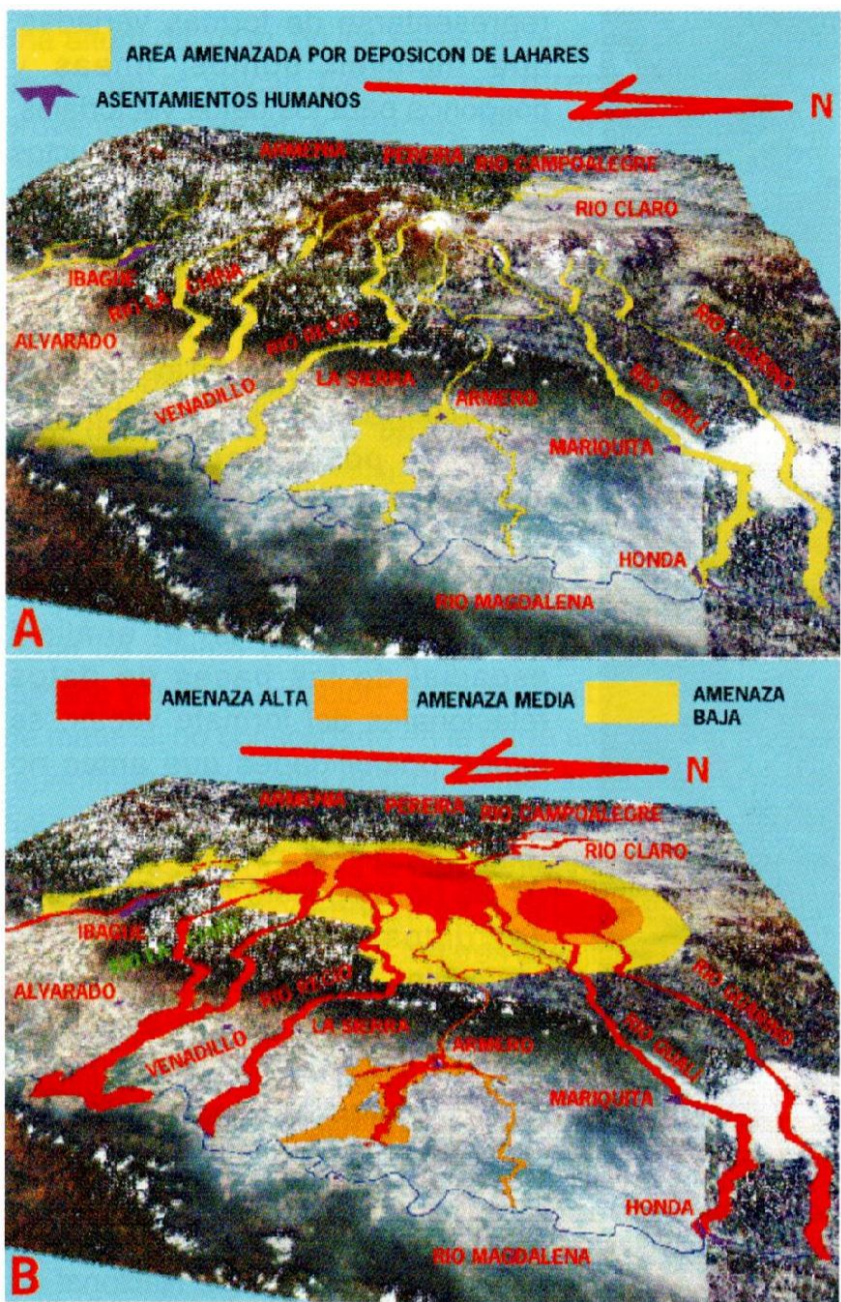 AREA AMENAZADA POR DEPOSICON DE LAHARES
ASENTAMIENTOS HUMANOS
N
ARMENIA
PEREIRA
RIO CAMPOALEGRE
RIO CLARO
IBAGUE
RIO LA CHINA
ALVARADO
RIO RECIO
RIO GUARINO
VENADILLO
LA SIERRA
ARMERO
RIO GUALI
MARIQUITA
HONDA
RIO MAGDALENA
A
AMENAZA ALTA
AMENAZA MEDIA
AMENAZA
BAJA
N
ARMENIA
PEREIRA
RIO CAMPOALEGRE
RIO CLARO
IBAGUE
ALVARADO
RIO RECIO
RIO GUARINO
LA SIERRA
ARMERO
RIO GUALI
VENADILLO
MARIQUITA
HONDA
RIO MAGDALENA
B